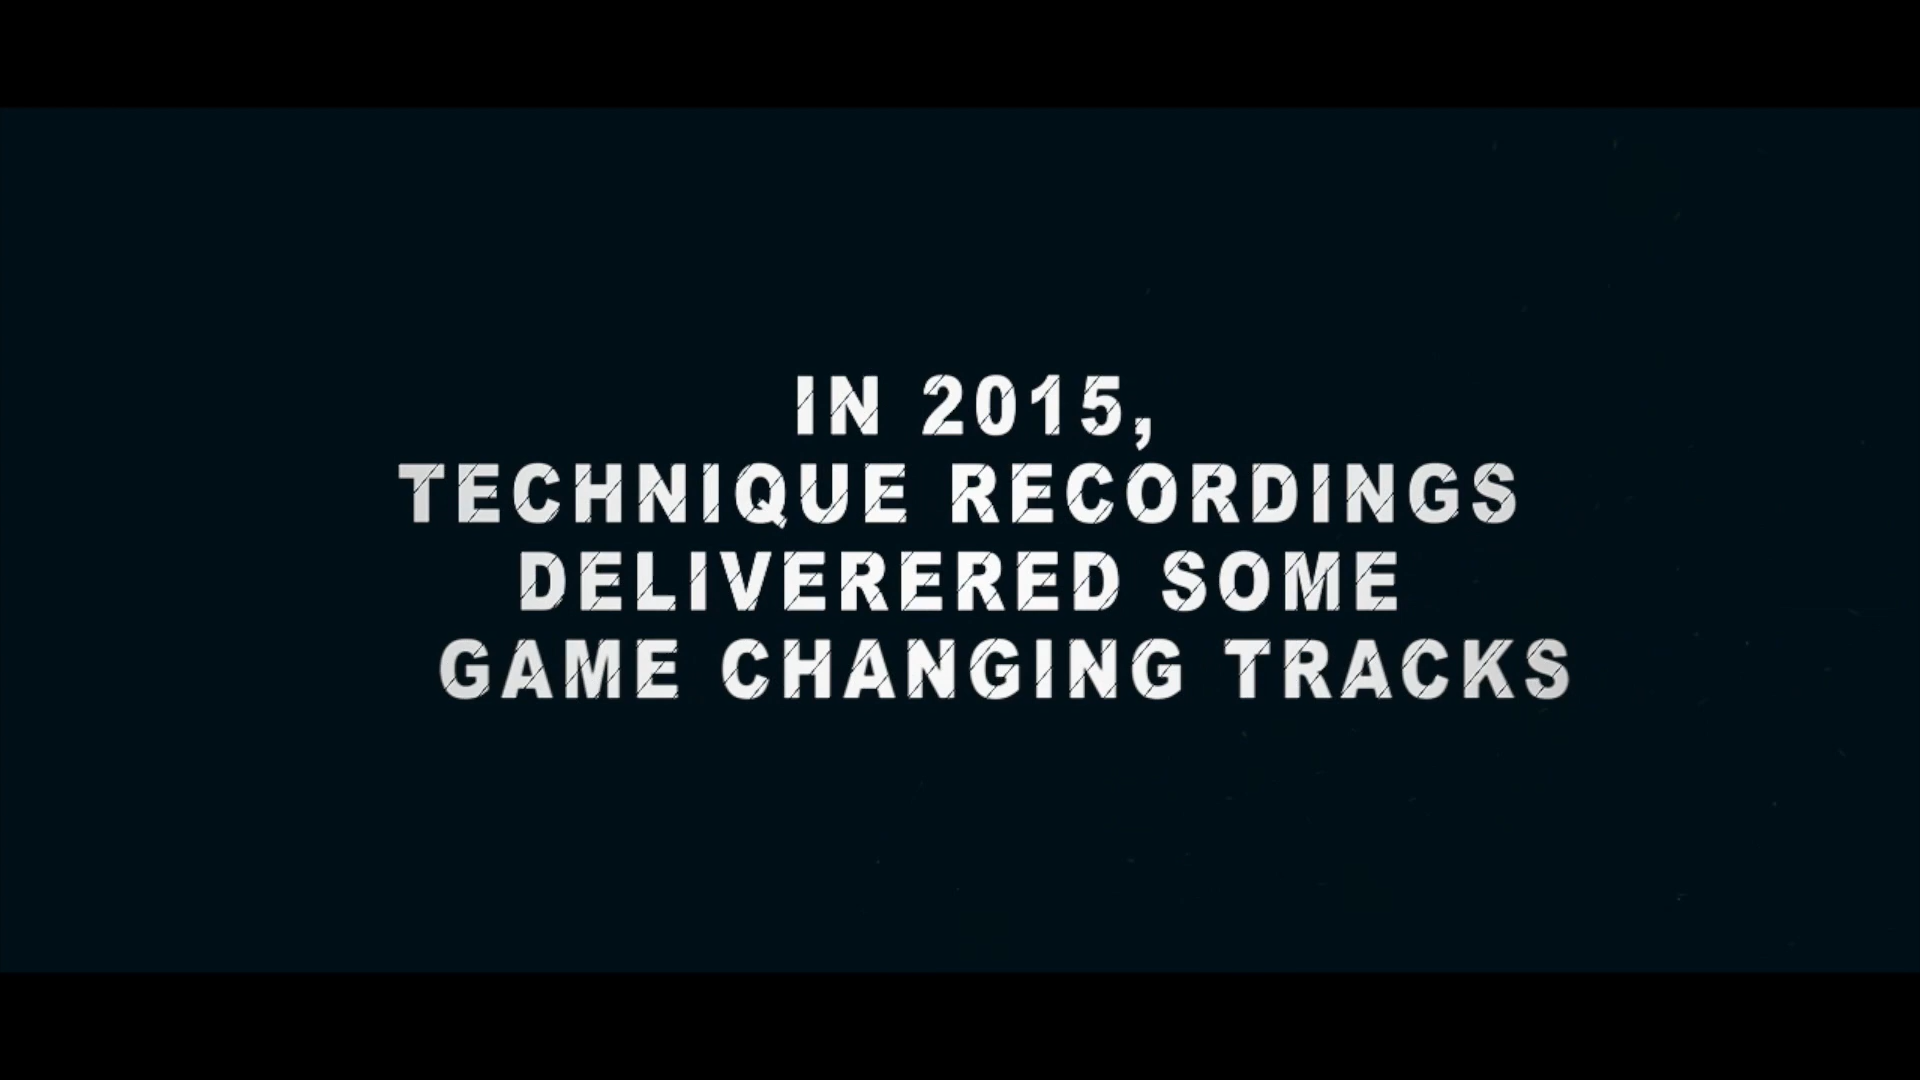 IN 2015,
TECHNIQUE RECORDINGS
DELIVERERED SOME
GAME CHANGING TRACKS